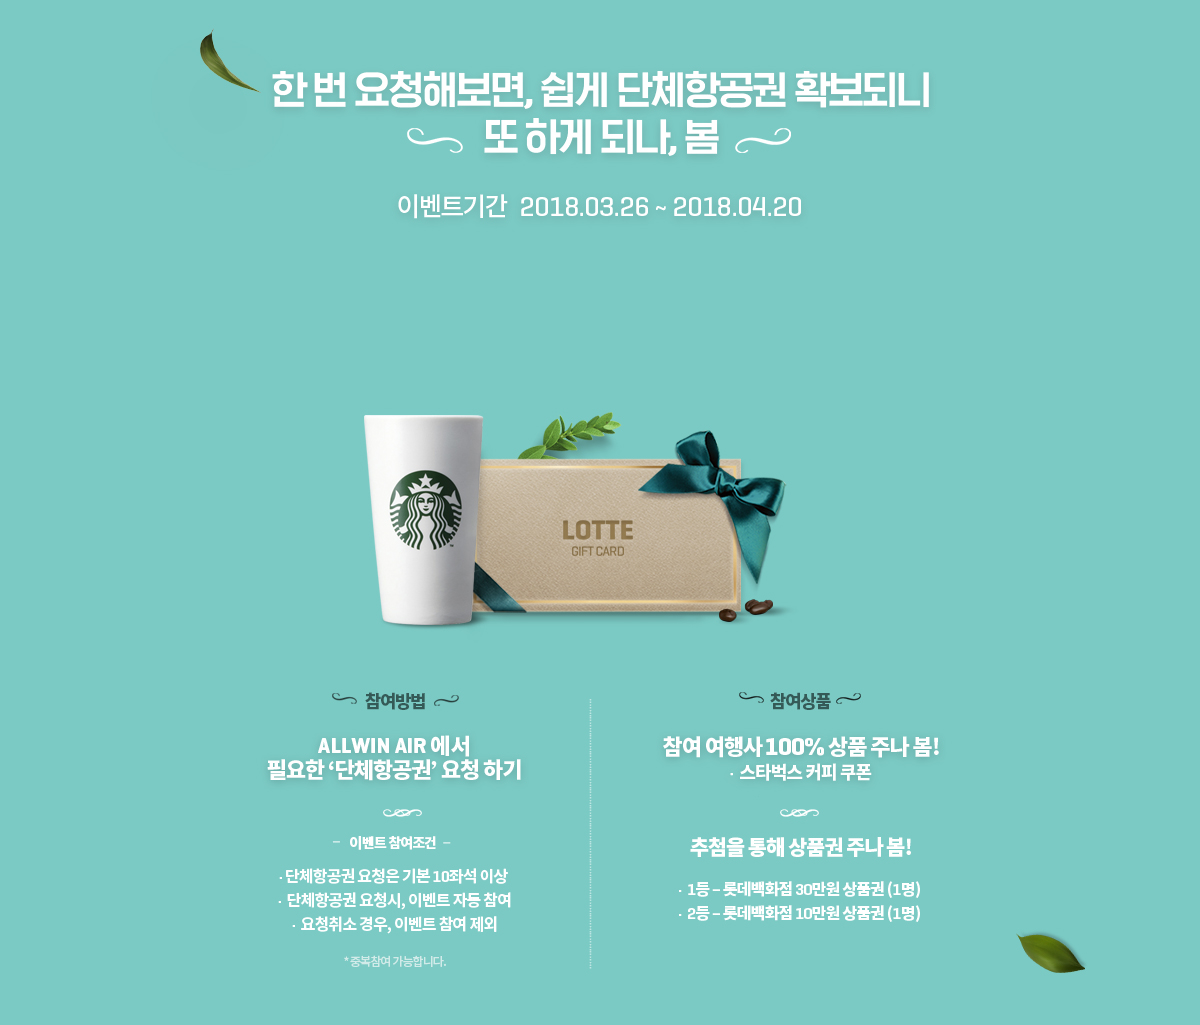 한 번 요청해보면, 쉽게 단체항공권 확보되니
또 하게 되나, 봄
이벤트기간 2018.03.26 ~ 2018.04.20
LOTTE
GIFT CARD
참여방법
ALLWIN AIR 에서
필요한 ‘단체항공권’ 요청 하기
– 이벤트 참여조건 –
· 단체항공권 요청은 기본 10좌석 이상
· 단체항공권 요청시, 이벤트 자동 참여
· 요청취소 경우, 이벤트 참여 제외
* 중복참여 가능합니다.
참여상품
참여 여행사 100% 상품 주나 봄!
· 스타벅스 커피 쿠폰
추첨을 통해 상품권 주나 봄!
· 1등 – 롯데백화점 30만원 상품권 (1명)
· 2등 – 롯데백화점 10만원 상품권 (1명)